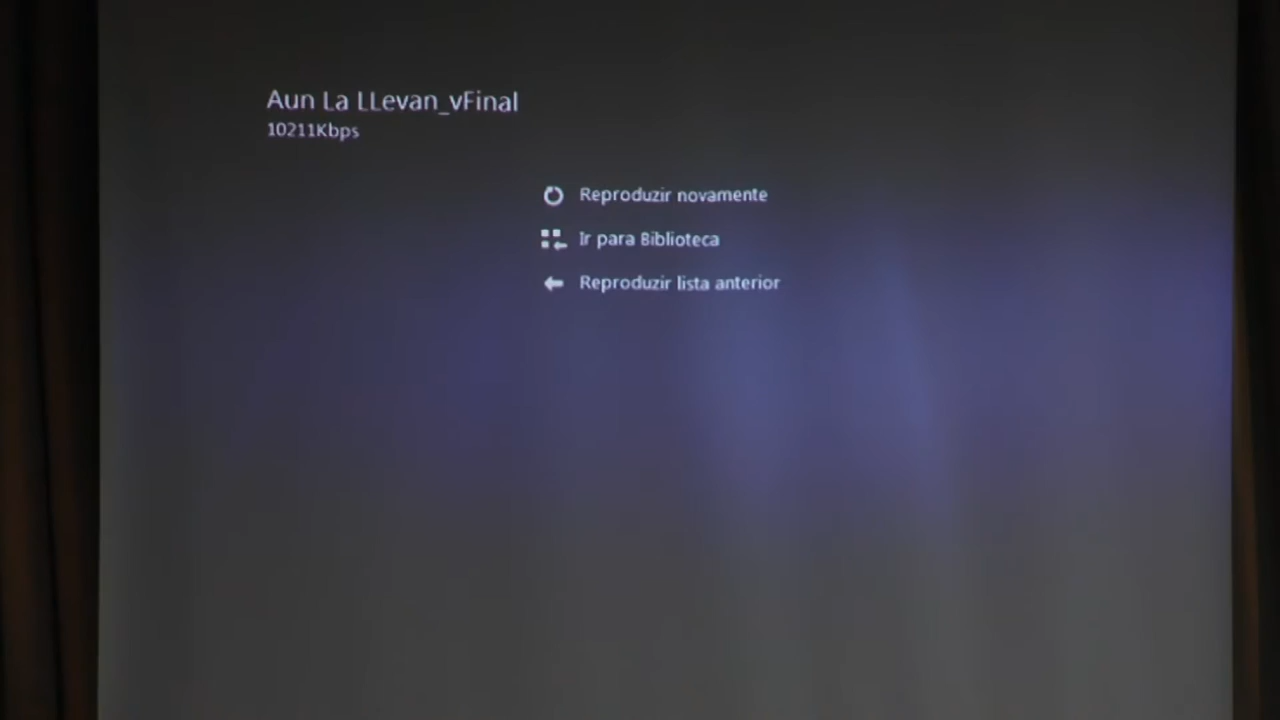 Aun La LLevan_vFinal
10211Kbps
Reproduzir novamente
Ir para Biblioteca
Reproduzir lista anterior